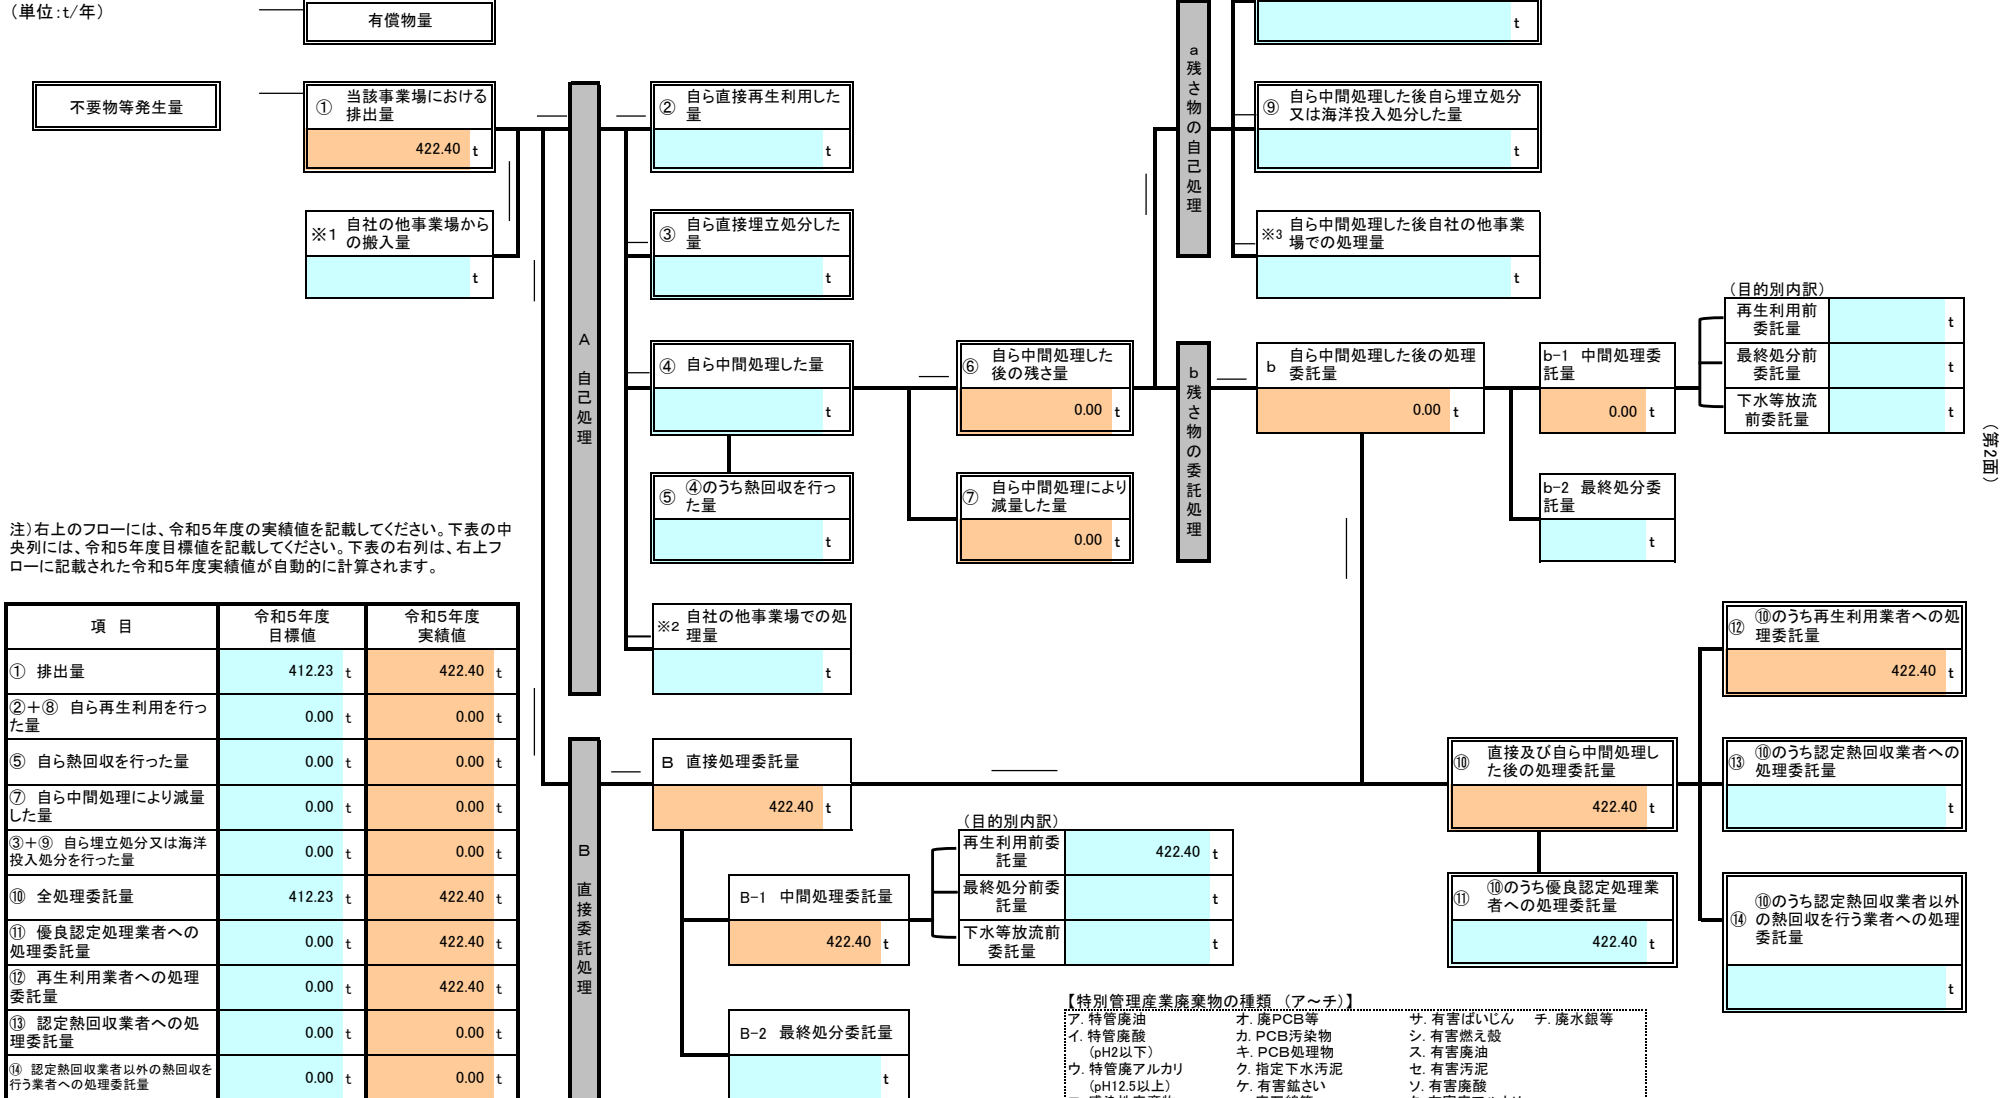 （単位：t/年）
有償物量
t
不要物等発生量
① 当該事業場における
排出量
422.40 t
※1 自社の他事業場から
の搬入量
t
A 自己処理
② 自ら直接再生利用した
量
t
③ 自ら直接埋立処分した
量
t
④ 自ら中間処理した量
t
⑤ ④のうち熱回収を行っ
た量
t
※2 自社の他事業場での処
理量
t
⑥ 自ら中間処理した
後の残さ量
0.00 t
⑦ 自ら中間処理により
減量した量
0.00 t
a 残さ物の自己処理
⑨ 自ら中間処理した後自ら埋立処分
又は海洋投入処分した量
t
※3 自ら中間処理した後自社の他事業
場での処理量
t
b 残さ物の委託処理
b 自ら中間処理した後の処理
委託量
0.00 t
b-1 中間処理委
託量
0.00 t
b-2 最終処分委
託量
t
（目的別内訳）
再生利用前
委託量
t
最終処分前
委託量
t
下水等放流
前委託量
t
（第2面）
注）右上のフローには、令和5年度の実績値を記載してください。下表の中
央列には、令和5年度目標値を記載してください。下表の右列は、右上フ
ローに記載された令和5年度実績値が自動的に計算されます。
項 目 令和5年度
目標値 令和5年度
実績値
① 排出量 412.23 t 422.40 t
②＋⑧ 自ら再生利用を行っ
た量 0.00 t 0.00 t
⑤ 自ら熱回収を行った量 0.00 t 0.00 t
⑦ 自ら中間処理により減量
した量 0.00 t 0.00 t
③＋⑨ 自ら埋立処分又は海洋
投入処分を行った量 0.00 t 0.00 t
⑩ 全処理委託量 412.23 t 422.40 t
⑪ 優良認定処理業者への
処理委託量 0.00 t 422.40 t
⑫ 再生利用業者への処理
委託量 0.00 t 422.40 t
⑬ 認定熱回収業者への処
理委託量 0.00 t 0.00 t
⑭ 認定熱回収業者以外の熱回収を
行う業者への処理委託量 0.00 t 0.00 t
B 直接委託処理
B 直接処理委託量
422.40 t
B-1 中間処理委託量
422.40 t
B-2 最終処分委託量
t
（目的別内訳）
再生利用前委
託量
422.40 t
最終処分前委
託量
t
下水等放流前
委託量
t
⑩ 直接及び自ら中間処理し
た後の処理委託量
422.40 t
⑪ ⑩のうち優良認定処理業
者への処理委託量
422.40 t
⑫ ⑩のうち再生利用業者への処
理委託量
422.40 t
⑬ ⑩のうち認定熱回収業者への
処理委託量
t
⑭ ⑩のうち認定熱回収業者以外
の熱回収を行う業者への処理
委託量
t
【特別管理産業廃棄物の種類 （ア～チ）】
ア. 特管廃油 オ. 廃PCB等 サ. 有害ばいじん チ. 廃水銀等
イ. 特管廃酸 カ. PCB汚染物 シ. 有害燃え殻
（pH2以下） キ. PCB処理物 ス. 有害廃油
ウ. 特管廃アルカリ ク. 指定下水汚泥 セ. 有害汚泥
（pH12.5以上） ケ. 有害鉱さい ソ. 有害廃酸